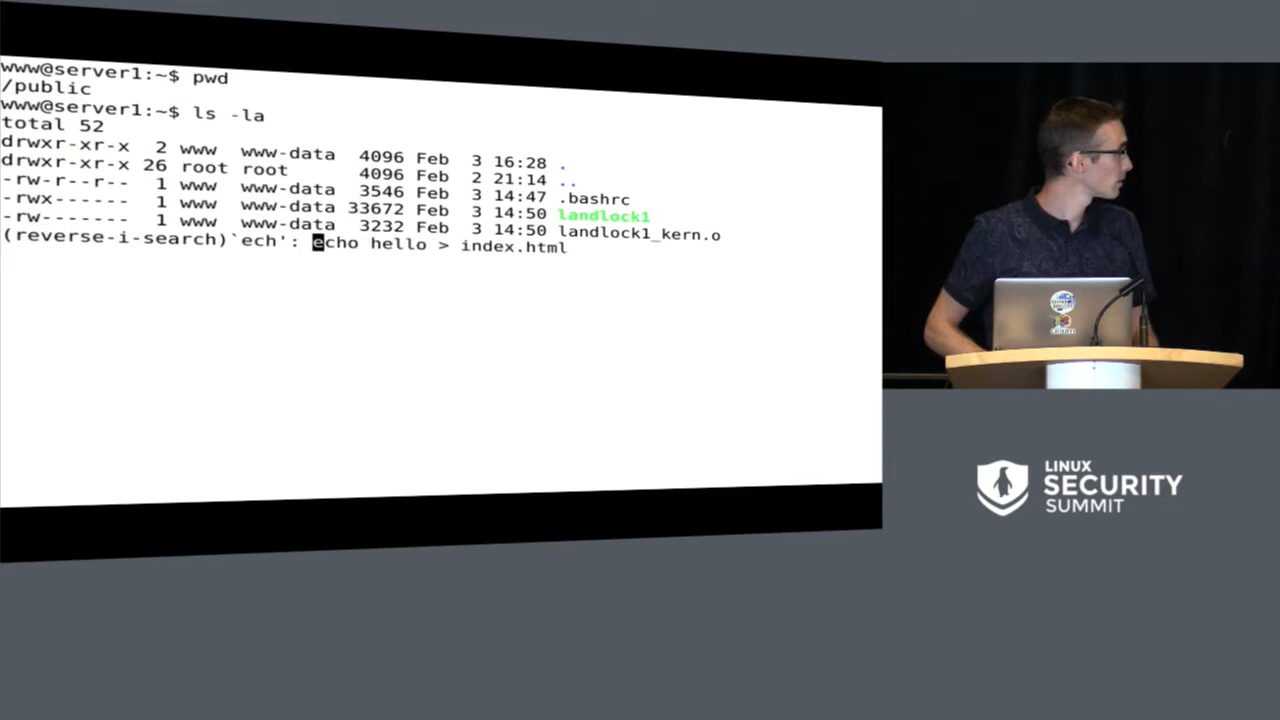 www@server1:~$ pwd
/public
www@server1:~$ ls -la
total 52
drwxr-xr-x  2 www  www-data  4096 Feb  3 16:28 .
drwxr-xr-x 26 root root      4096 Feb  2 21:14 ..
-rw-r--r--  1 www  www-data  3546 Feb  3 14:47 .bashrc
-rwx------  1 www  www-data 33672 Feb  3 14:50 landlock1
-rw-------  1 www  www-data  3232 Feb  3 14:50 landlock1_kern.o
(reverse-i-search)`ech': echo hello > index.html
LINUX
SECURITY
SUMMIT